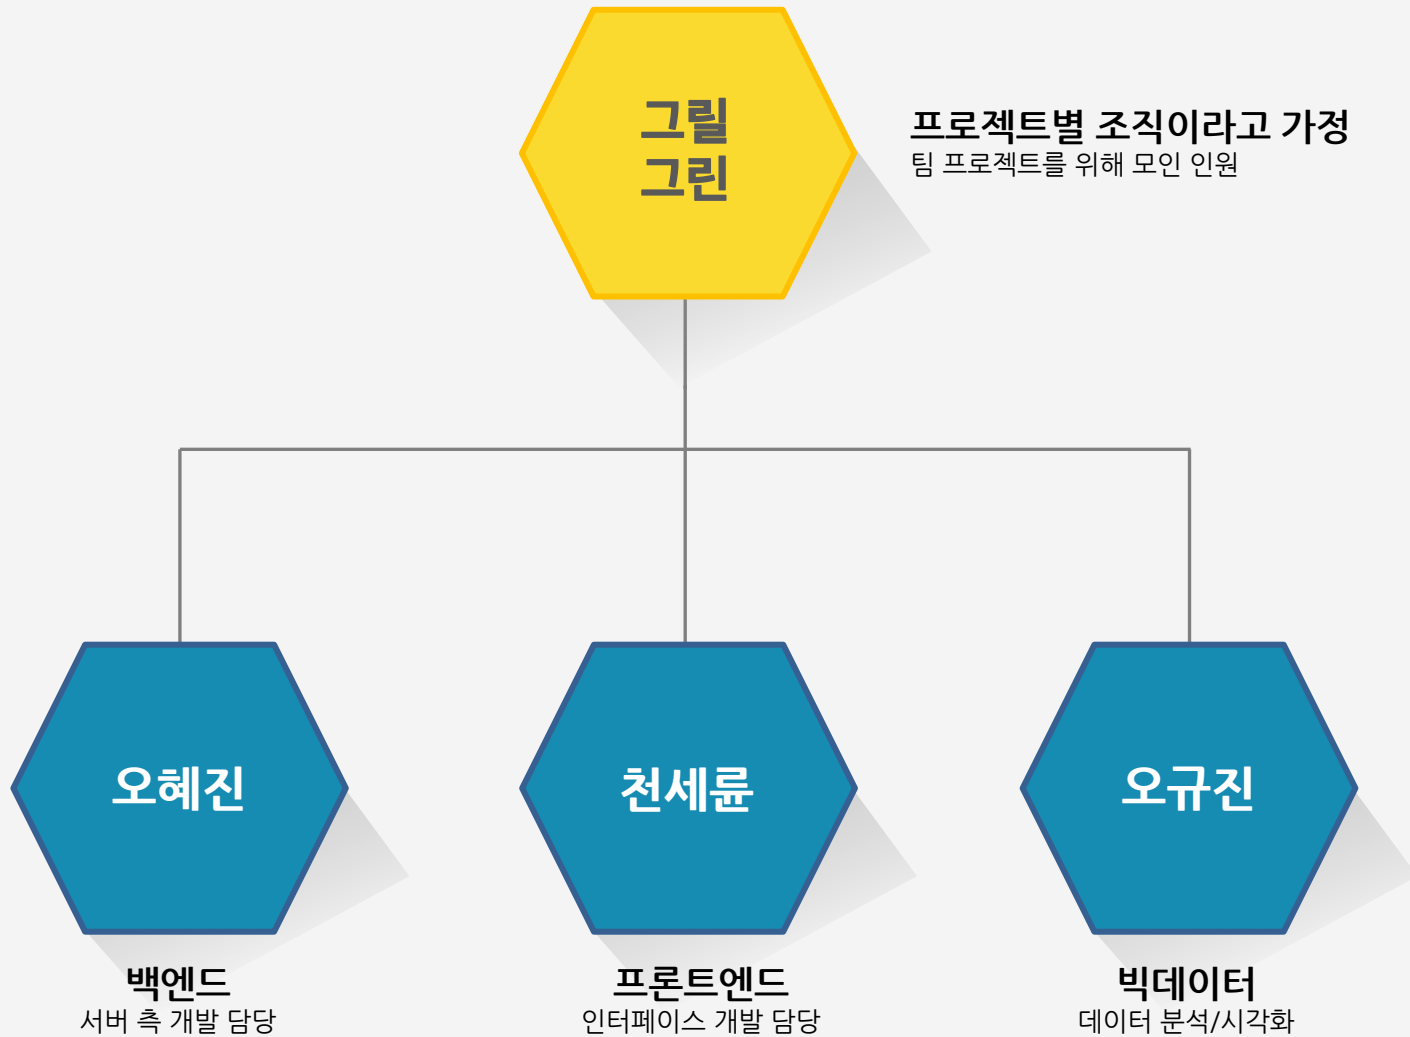 그릴
그린
프로젝트별 조직이라고 가정
팀 프로젝트를 위해 모인 인원
오혜진
천세륜
오규진
백엔드
서버 측 개발 담당
프론트엔드
인터페이스 개발 담당
빅데이터
데이터 분석/시각화